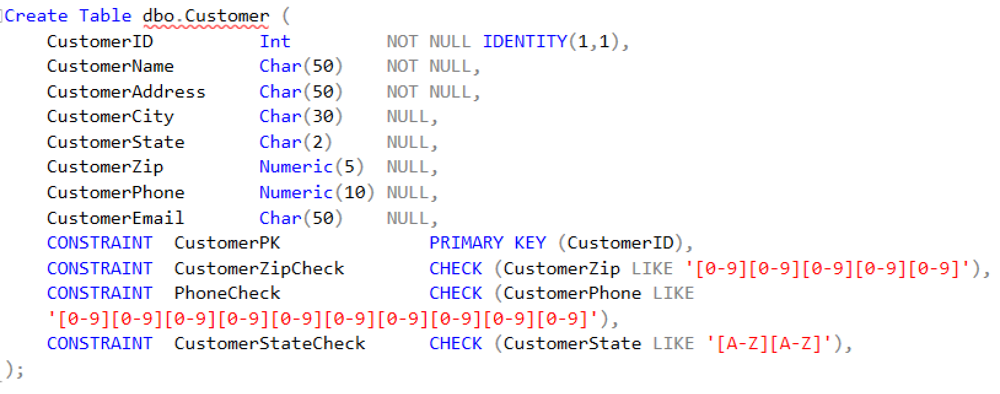 Create Table dbo.Customer (
CustomerID Int NOT NULL IDENTITY(1,1),
CustomerName Char(50) NOT NULL,
CustomerAddress Char(50) NOT NULL,
CustomerCity Char(30) NULL,
CustomerState Char(2) NULL,
CustomerZip Numeric(5) NULL,
CustomerPhone Numeric(10) NULL,
CustomerEmail Char(50) NULL,
CONSTRAINT CustomerPK PRIMARY KEY (CustomerID),
CONSTRAINT CustomerZipCheck CHECK (CustomerZip LIKE '[0-9][0-9][0-9][0-9][0-9]'),
CONSTRAINT PhoneCheck CHECK (CustomerPhone LIKE
'[0-9][0-9][0-9][0-9][0-9][0-9][0-9][0-9][0-9][0-9]'),
CONSTRAINT CustomerStateCheck CHECK (CustomerState LIKE '[A-Z][A-Z]'),
);